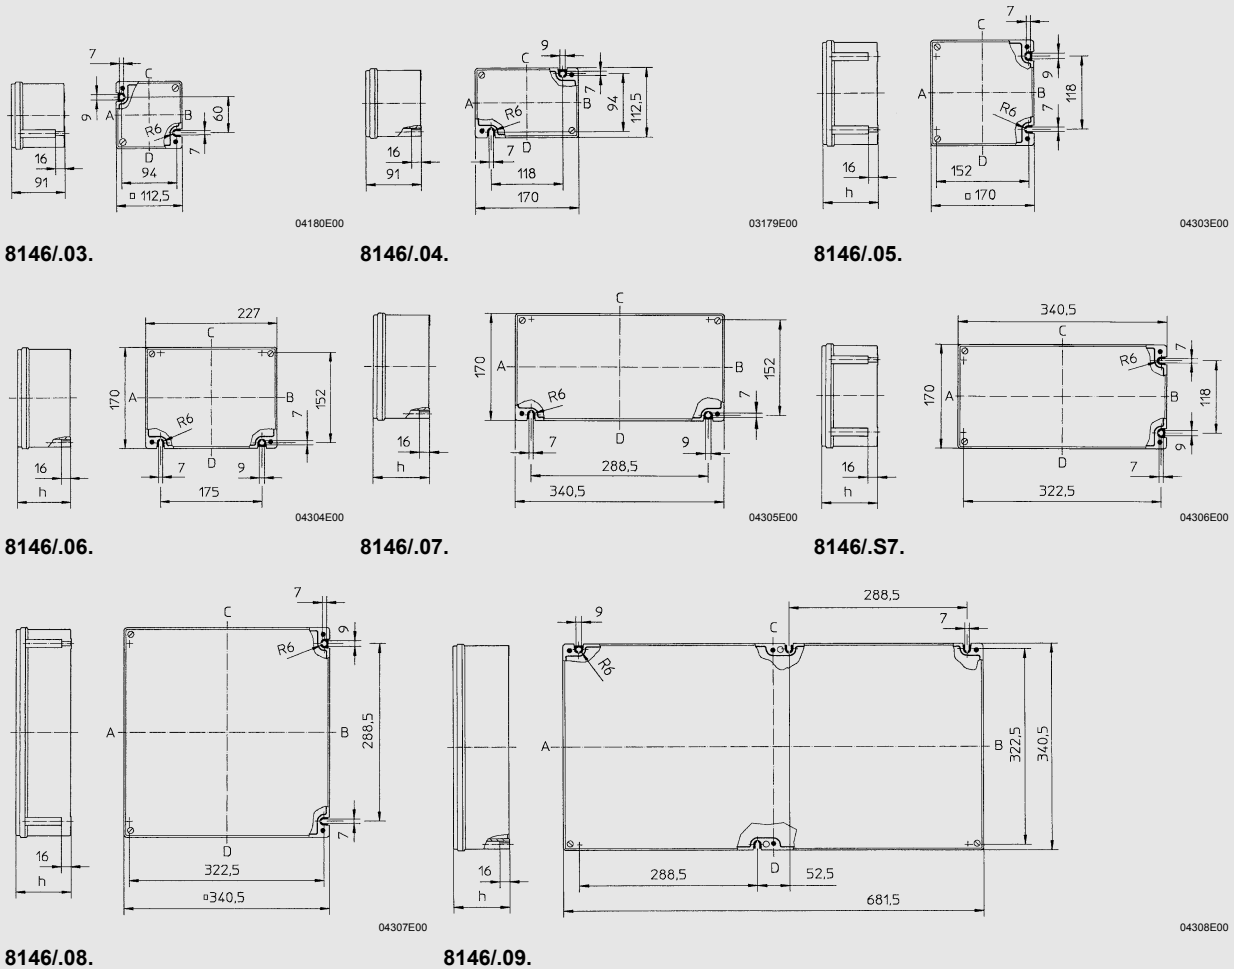 7
C
9
A
B
R6
60
7
D
16
94
91
□ 112,5
04180E00
8146/.03.
9
7
94
112,5
A
B
R6
D
16
7
91
118
170
03179E00
8146/.04.
7
C
9
118
7
A
B
R6
D
16
152
h
□ 170
04303E00
8146/.05.
227
C
170
A
B
152
R6
7
D
16
7
9
h
175
04304E00
8146/.06.
C
170
A
B
152
R6
7
D
16
7
9
h
288,5
340,5
04305E00
8146/.07.
340,5
C
7
R6
170
A
B
118
9
D
16
7
h
322,5
04306E00
8146/.S7.
7
C
9
R6
A
B
288,5
7
D
16
322,5
h
□340,5
04307E00
8146/.08.
288,5
9
7
C
R6
A
B
322,5
340,5
D
16
288,5
52,5
h
681,5
04308E00
8146/.09.